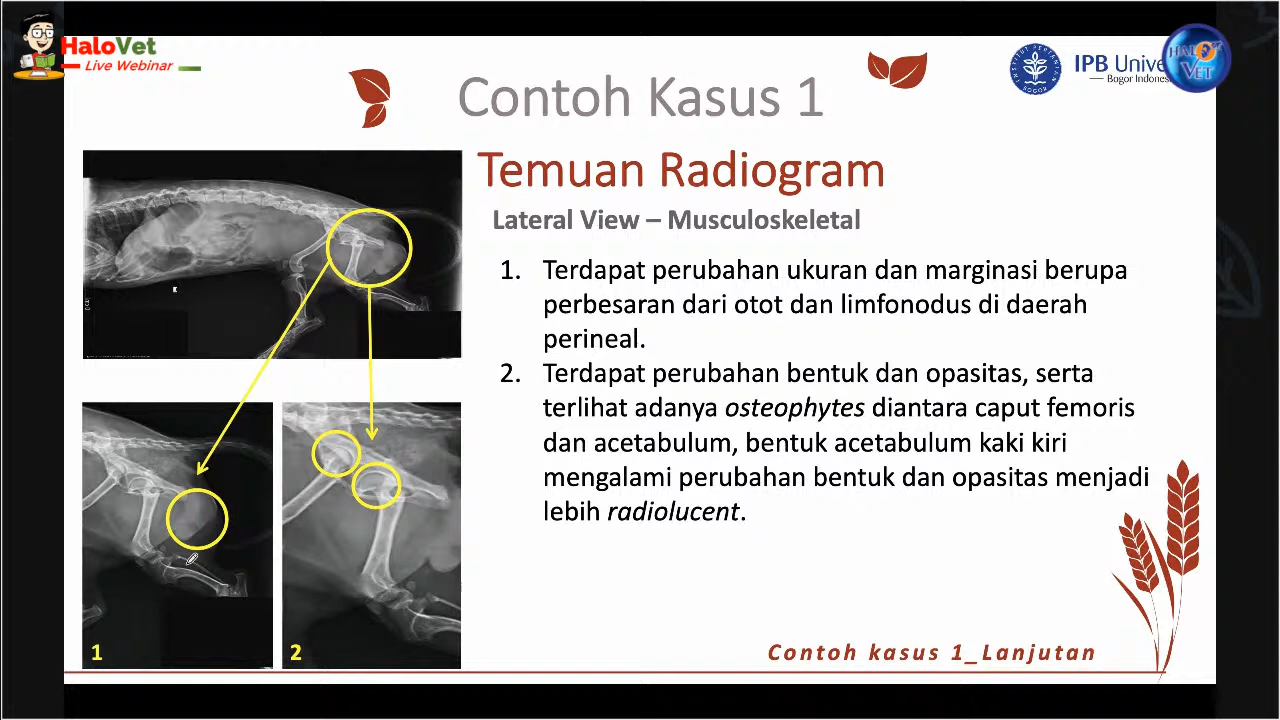 HaloVet
Live Webinar
IPB Unive
Bogor Indones
HALO
VET
Contoh Kasus 1
Temuan Radiogram
Lateral View – Musculoskeletal
1. Terdapat perubahan ukuran dan marginasi berupa
perbesaran dari otot dan limfonodus di daerah
perineal.
2. Terdapat perubahan bentuk dan opasitas, serta
terlihat adanya osteophytes diantara caput femoris
dan acetabulum, bentuk acetabulum kaki kiri
mengalami perubahan bentuk dan opasitas menjadi
lebih radiolucent.
1
2
Contoh kasus 1_Lanjutan